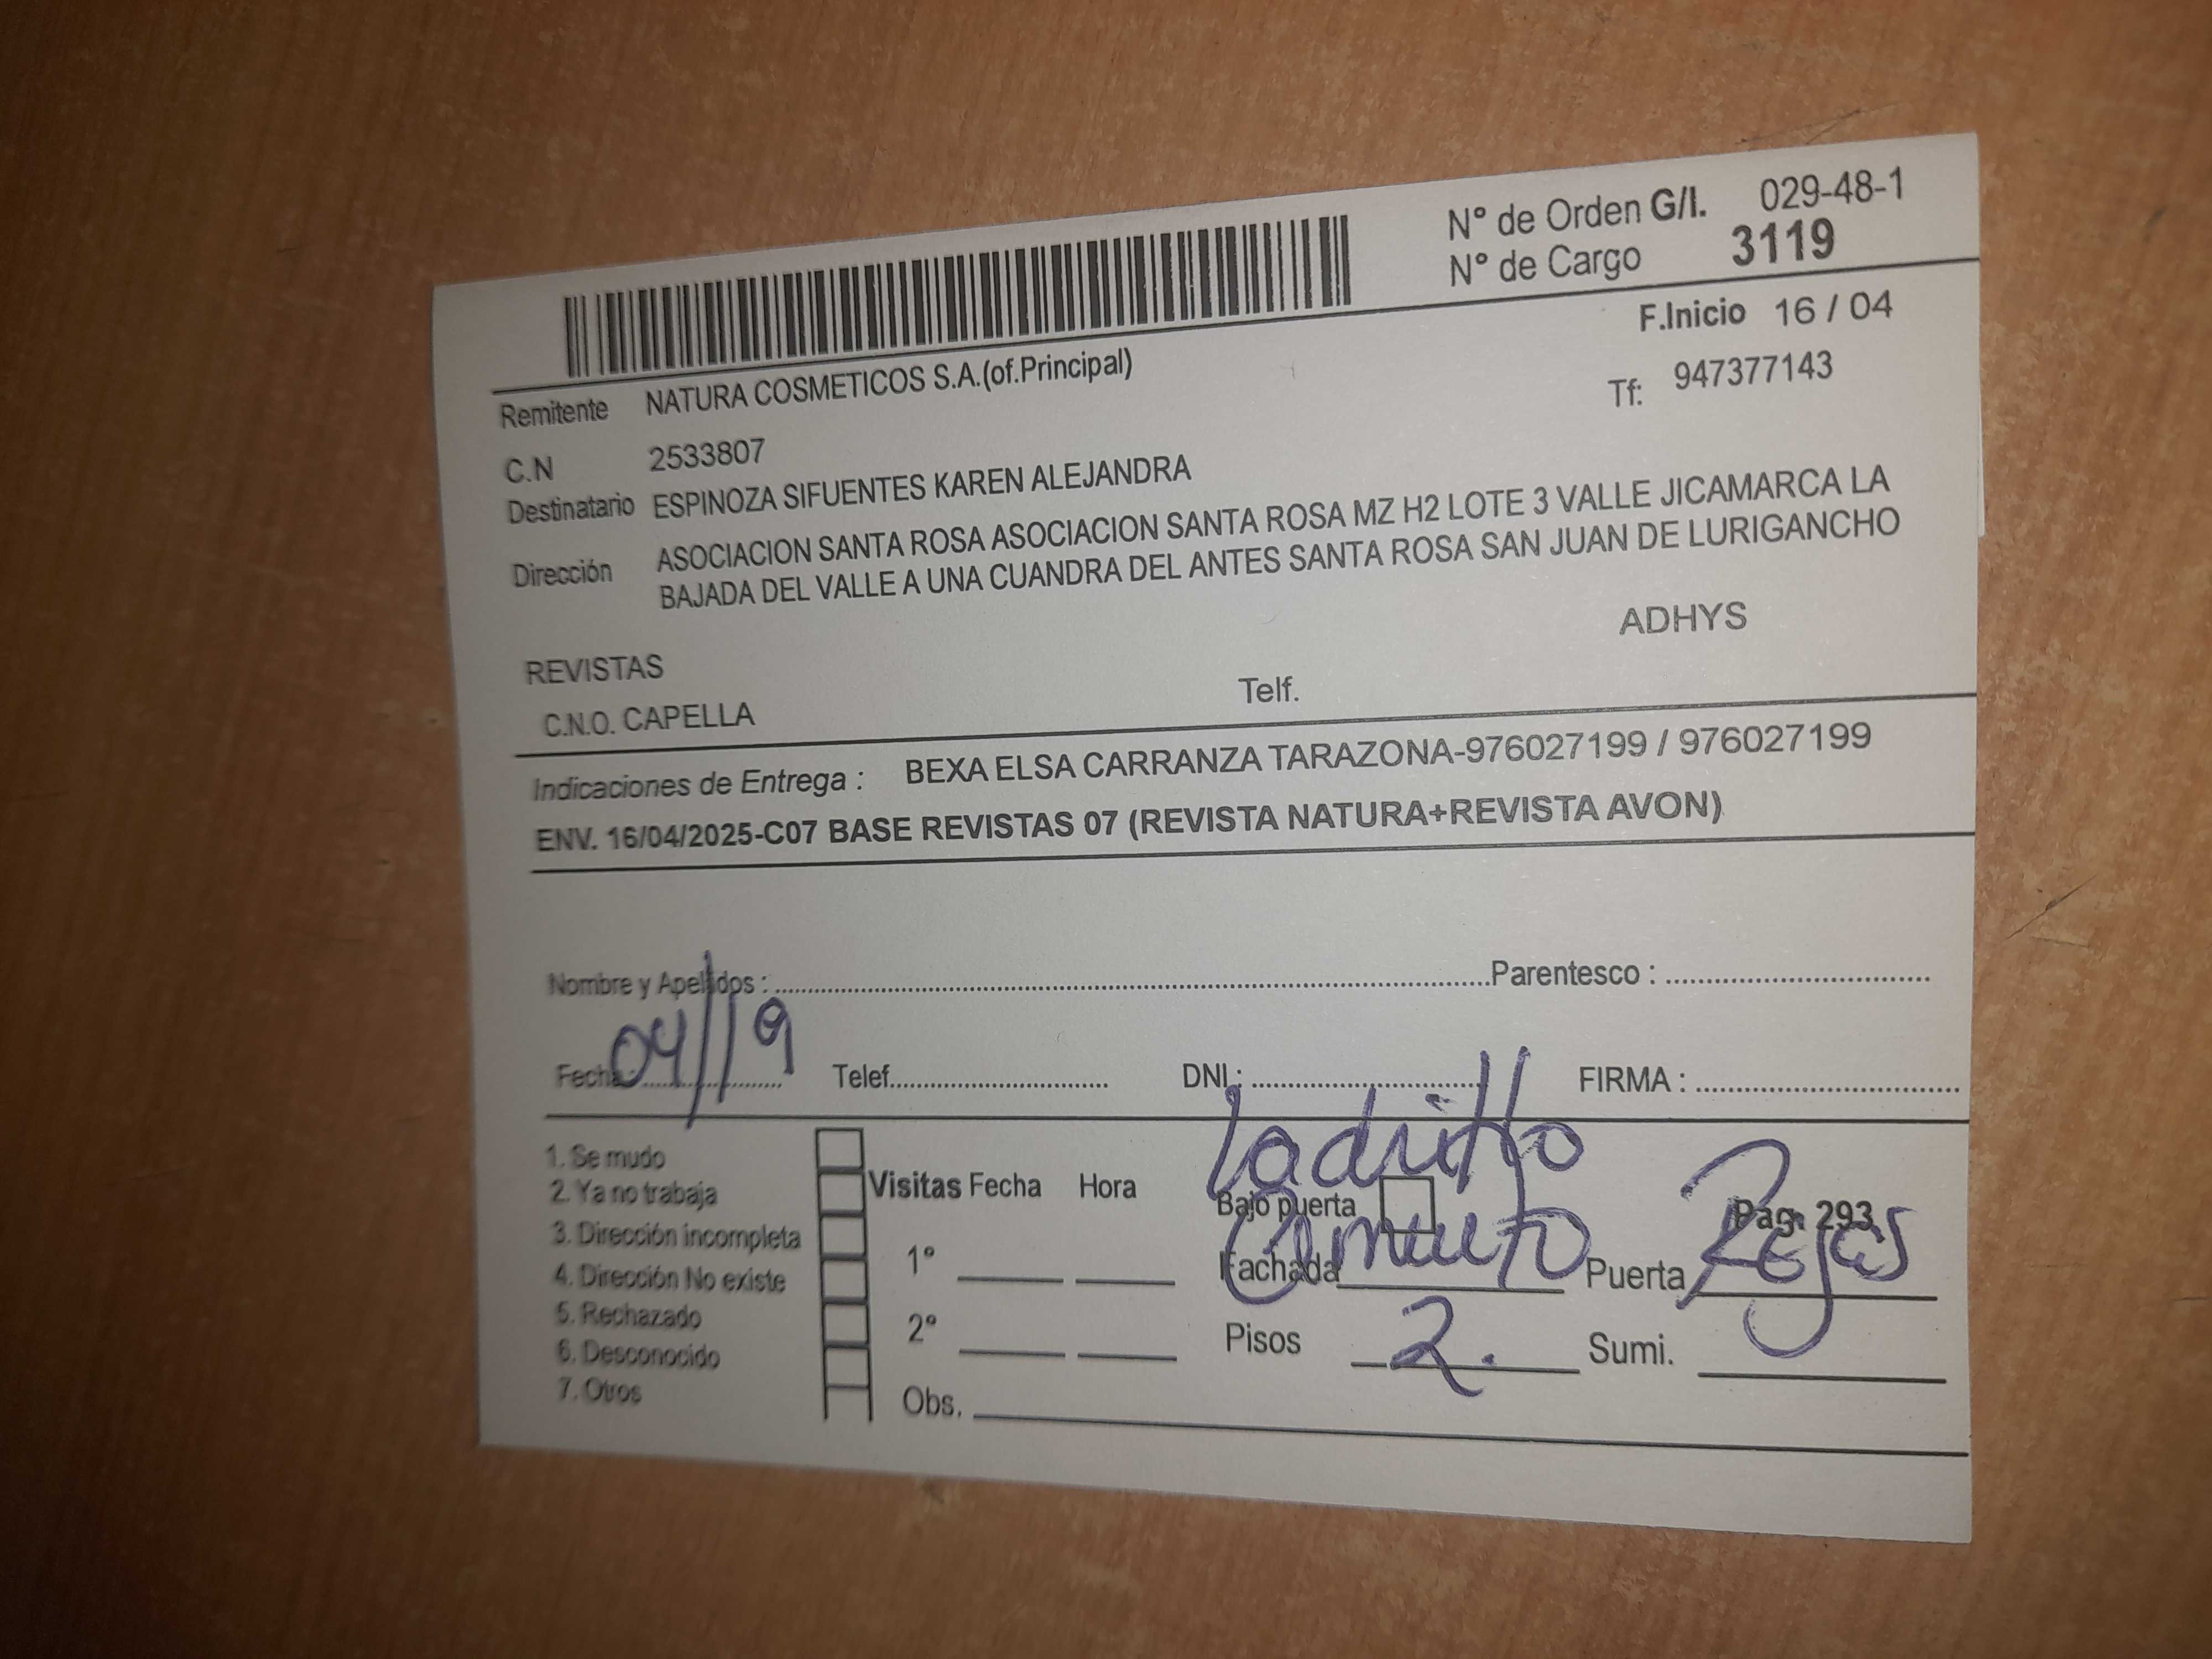 N° de Orden G/I. 029-48-1
N° de Cargo 3119
F.Inicio 16 / 04
Remitente NATURA COSMETICOS S.A.(of.Principal)
Tf: 947377143
C.N 2533807
Destinatario ESPINOZA SIFUENTES KAREN ALEJANDRA
Dirección ASOCIACION SANTA ROSA ASOCIACION SANTA ROSA MZ H2 LOTE 3 VALLE JICAMARCA LA
BAJADA DEL VALLE A UNA CUANDRA DEL ANTES SANTA ROSA SAN JUAN DE LURIGANCHO
ADHYS
REVISTAS
C.N.O. CAPELLA Telf.
Indicaciones de Entrega : BEXA ELSA CARRANZA TARAZONA-976027199 / 976027199
ENV. 16/04/2025-C07 BASE REVISTAS 07 (REVISTA NATURA+REVISTA AVON)
Nombre y Apellidos : Parentesco :
Fecha : 04/19 Telef. DNI : FIRMA :
Ladrillo
1. Se mudo
2. Ya no trabaja
3. Dirección incompleta
4. Dirección No existe
5. Rechazado
6. Desconocido
7. Otros
Visitas Fecha Hora
1°
2°
Obs.
Bajo puerta Pag. 293
Fachada Puerta Rejas
Pisos 2. Sumi.